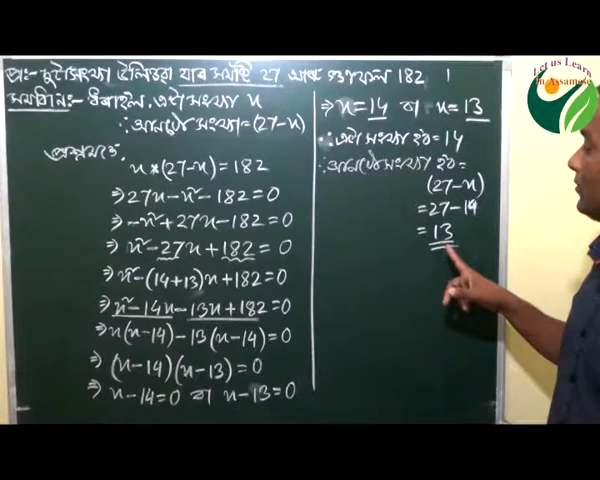 প্ৰঃ- দুটা সংখ্যা উলিওৱা যাৰ সমষ্টি 27 আৰু গুণফল 182 ।
সমাধানঃ- ধৰাহ'ল, এটা সংখ্যা x
∴ আনটো সংখ্যা = (27-x)
প্ৰশ্নমতে,
x*(27-x) = 182
⇒ 27x - x² - 182 = 0
⇒ -x² + 27x - 182 = 0
⇒ x² - 27x + 182 = 0
⇒ x² - (14+13)x + 182 = 0
⇒ x² - 14x - 13x + 182 = 0
⇒ x(x-14) - 13(x-14) = 0
⇒ (x-14)(x-13) = 0
⇒ x-14=0 বা x-13=0
⇒ x = 14 বা x = 13
∴ এটা সংখ্যা হ'ব = 14
∴ আনটো সংখ্যা হ'ব =
(27-x)
= 27-14
= 13
Let us Learn
in Assamese